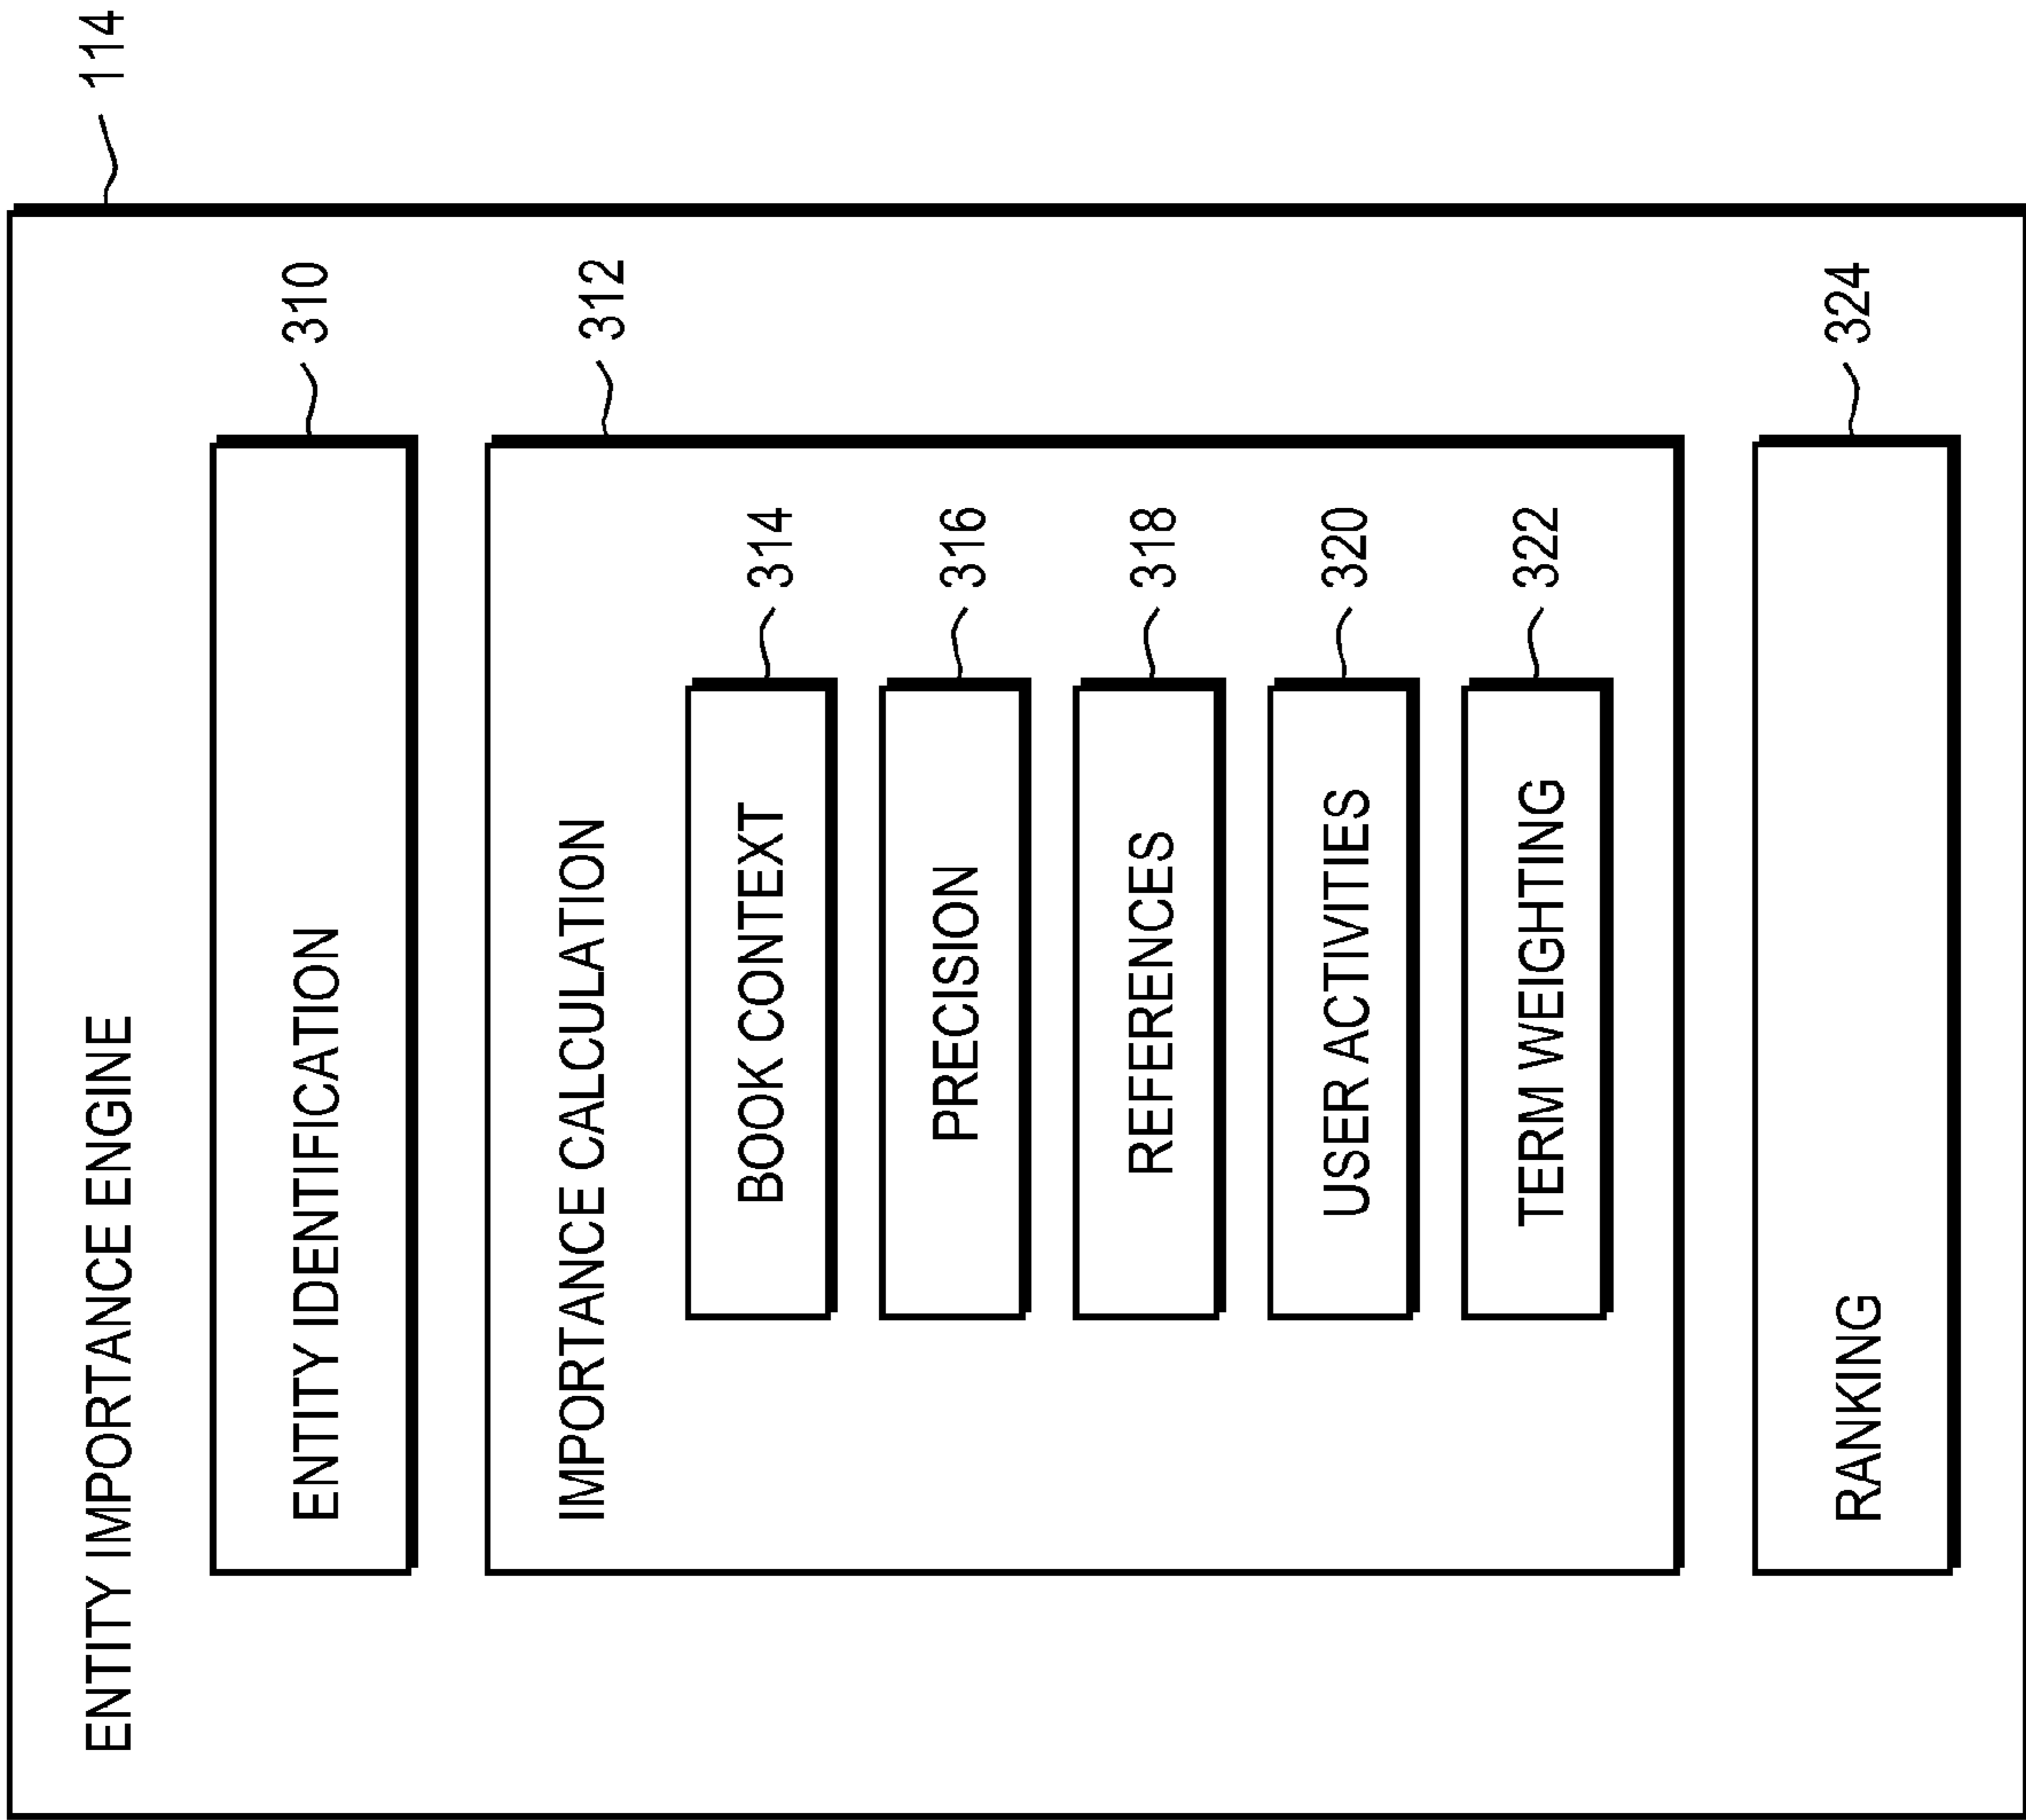 114
ENTITY IMPORTANCE ENGINE
310
ENTITY IDENTIFICATION
312
IMPORTANCE CALCULATION
314
BOOK CONTEXT
316
PRECISION
318
REFERENCES
320
USER ACTIVITIES
322
TERM WEIGHTING
324
RANKING